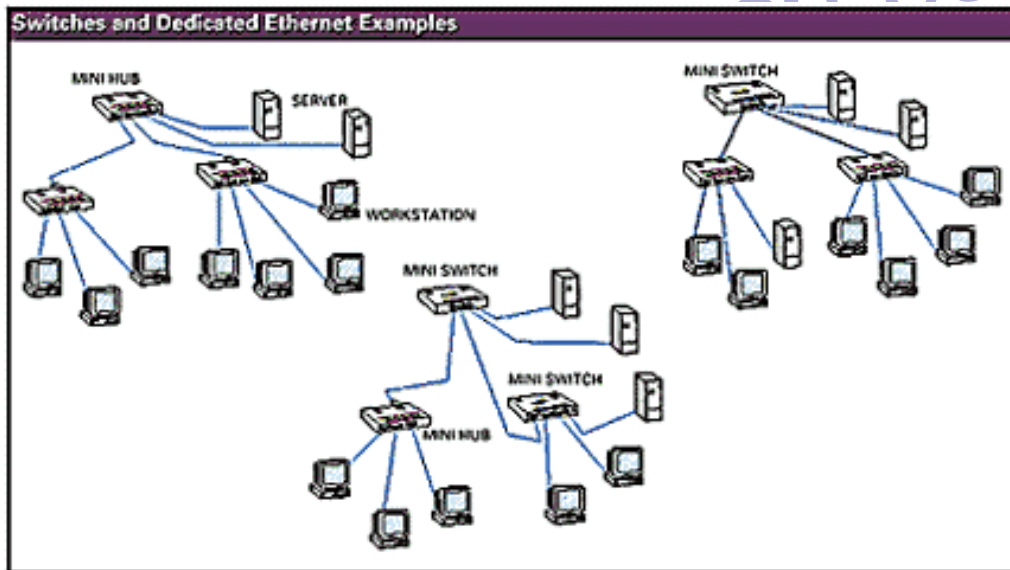 Switches and Dedicated Ethernet Examples
MINI HUB
SERVER
WORKSTATION
MINI SWITCH
MINI SWITCH
MINI SWITCH
MINI HUB